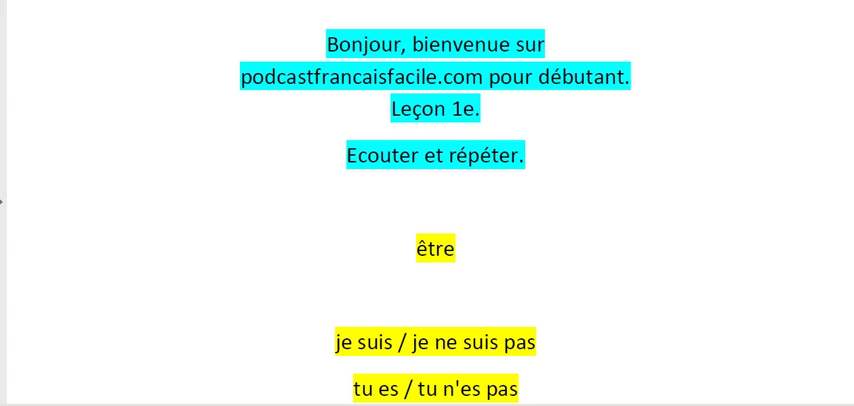 Bonjour, bienvenue sur
podcastfrancaisfacile.com pour débutant.
Leçon 1e.
Ecouter et répéter.
être
je suis / je ne suis pas
tu es / tu n'es pas